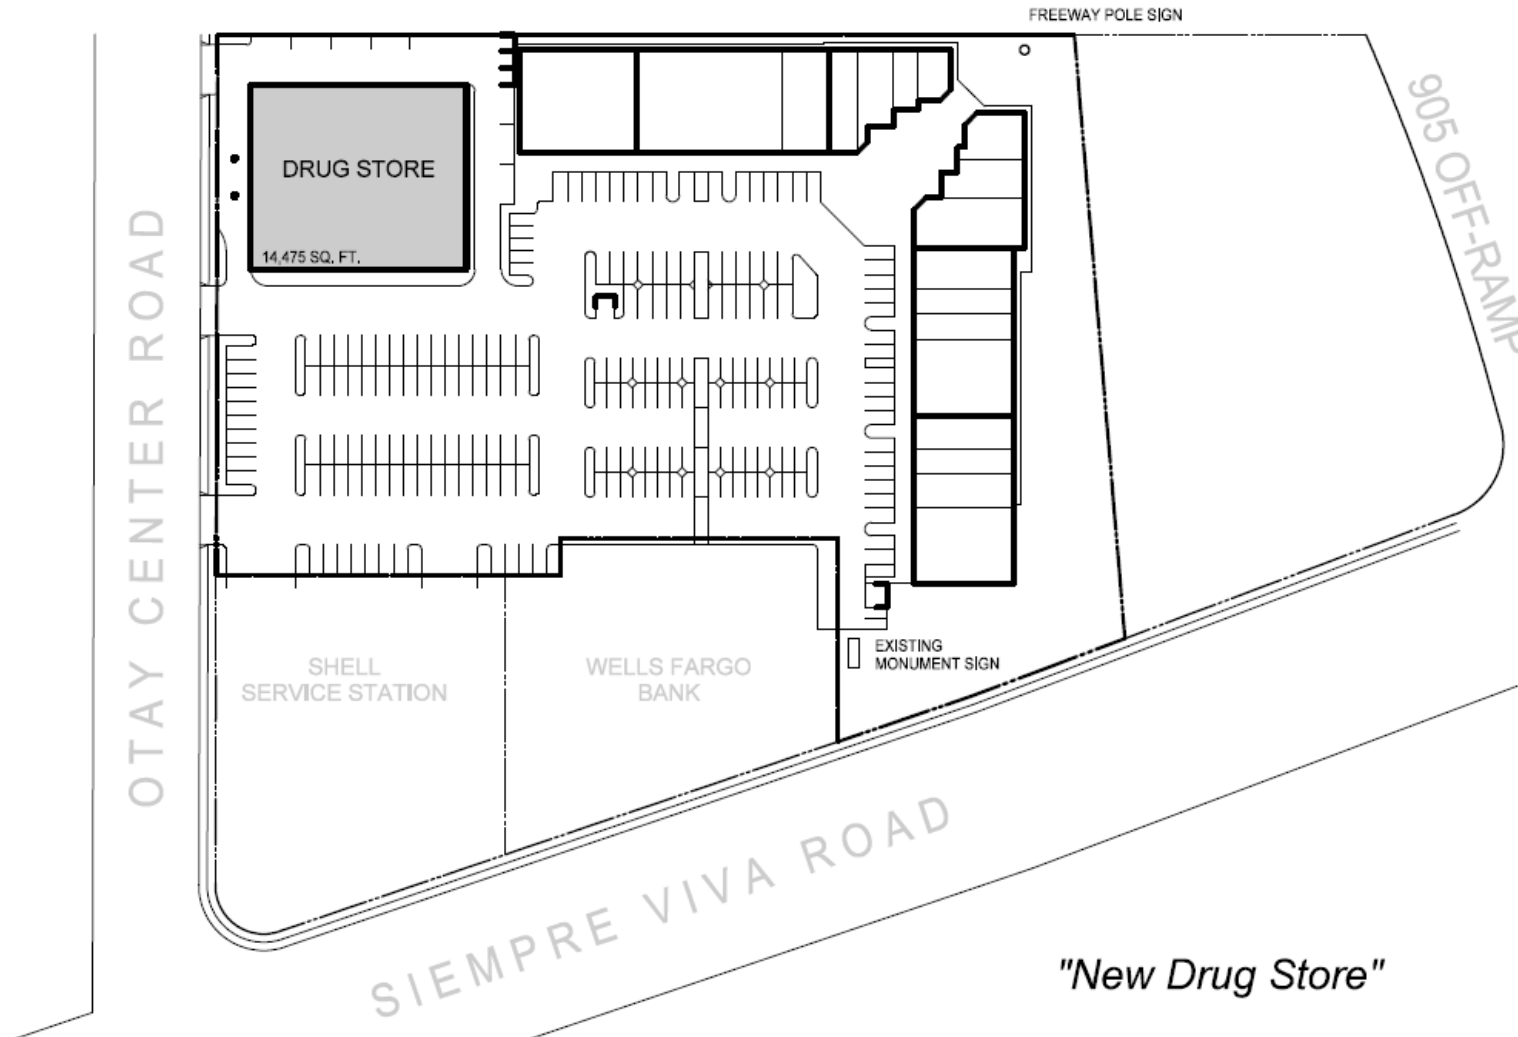 FREEWAY POLE SIGN
905 OFF-RAMP
DRUG STORE
14,475 SQ. FT.
OTAY CENTER ROAD
EXISTING
MONUMENT SIGN
SHELL
SERVICE STATION
WELLS FARGO
BANK
SIEMPRE VIVA ROAD
"New Drug Store"